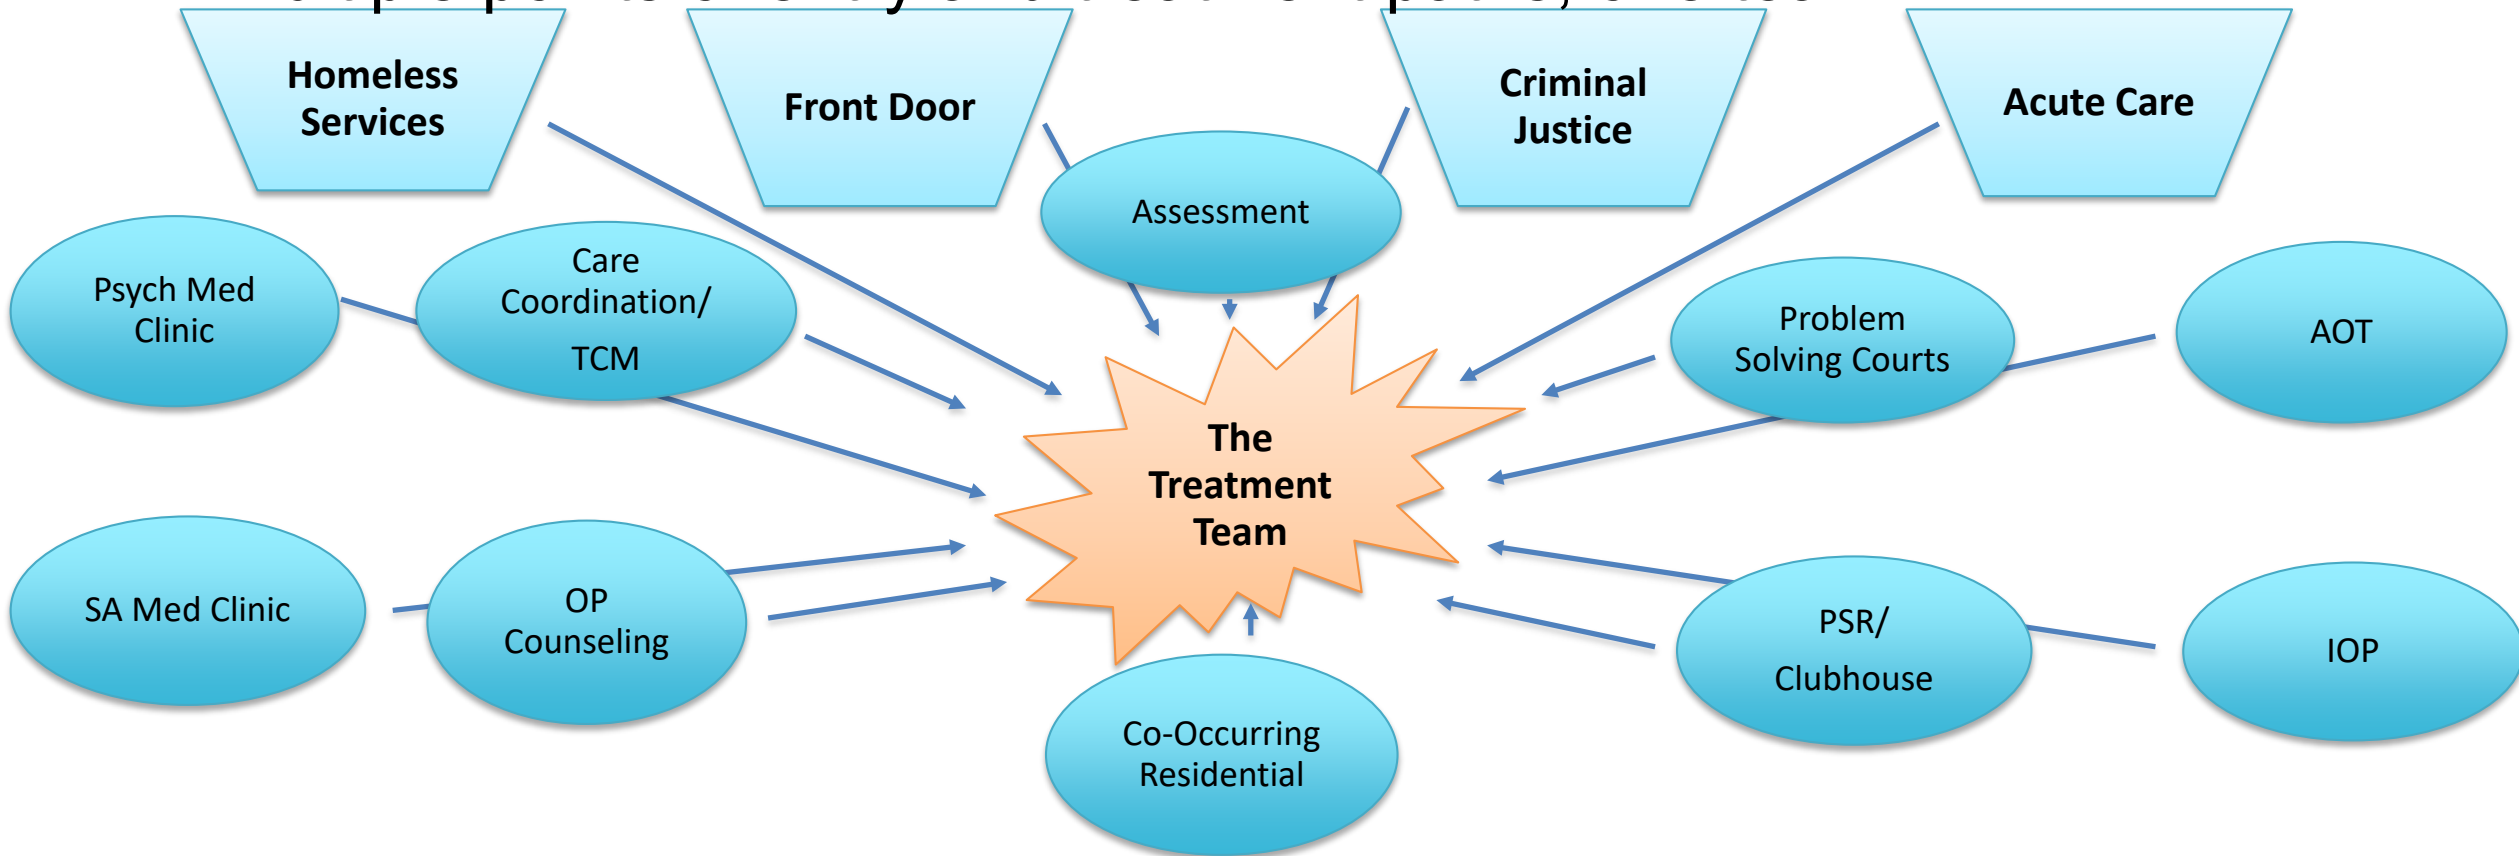 Homeless
Services
Front Door
Criminal
Justice
Acute Care
Assessment
Psych Med
Clinic
Care
Coordination/
TCM
Problem
Solving Courts
AOT
The
Treatment
Team
SA Med Clinic
OP
Counseling
PSR/
Clubhouse
IOP
Co-Occurring
Residential